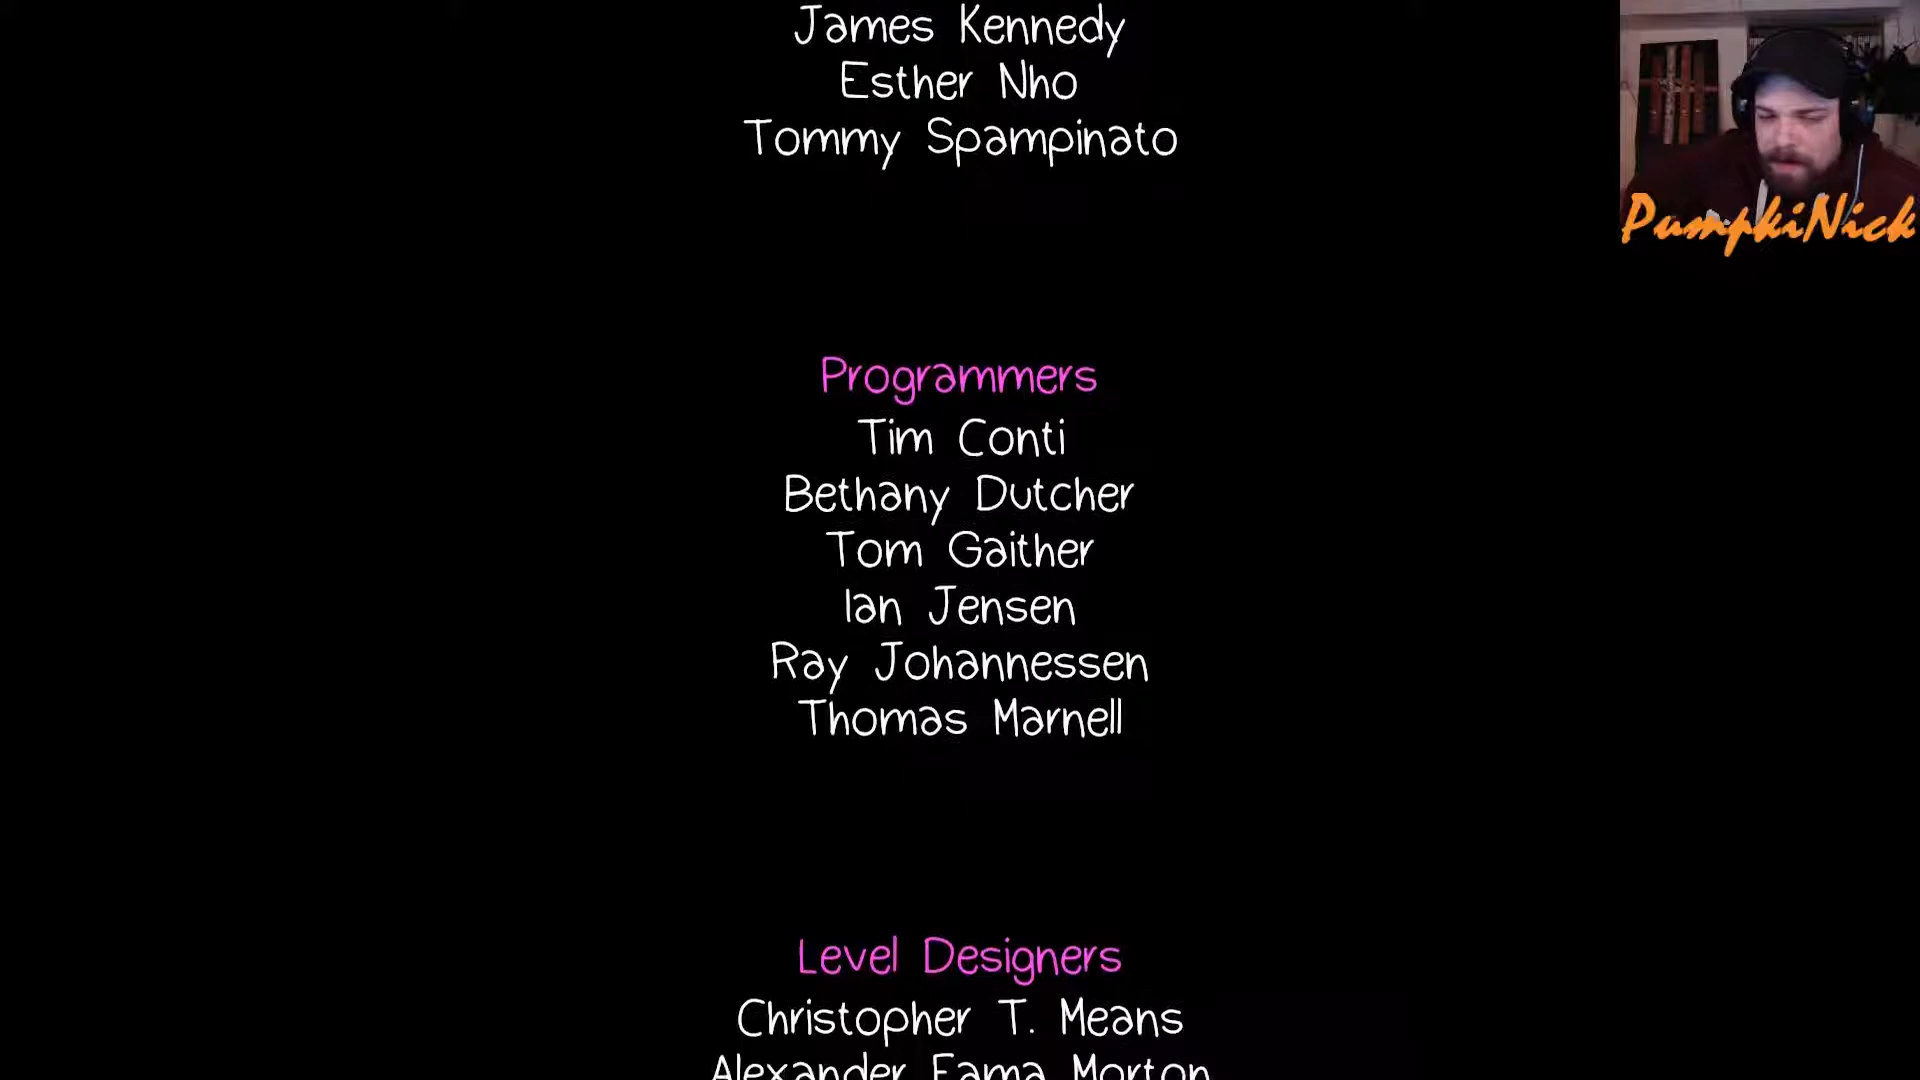 James Kennedy
Esther Nho
Tommy Spampinato
PumpkiNick
Programmers
Tim Conti
Bethany Dutcher
Tom Gaither
Ian Jensen
Ray Johannessen
Thomas Marnell
Level Designers
Christopher T. Means
Alexander Fama Morton